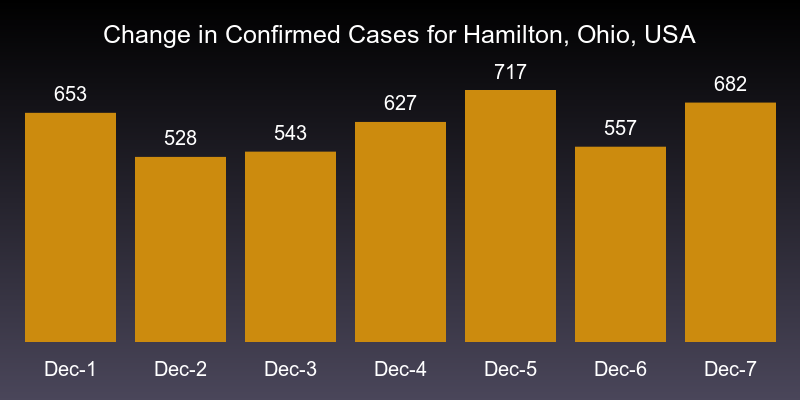 Change in Confirmed Cases for Hamilton, Ohio, USA
653
528
543
627
717
557
682
Dec-1
Dec-2
Dec-3
Dec-4
Dec-5
Dec-6
Dec-7